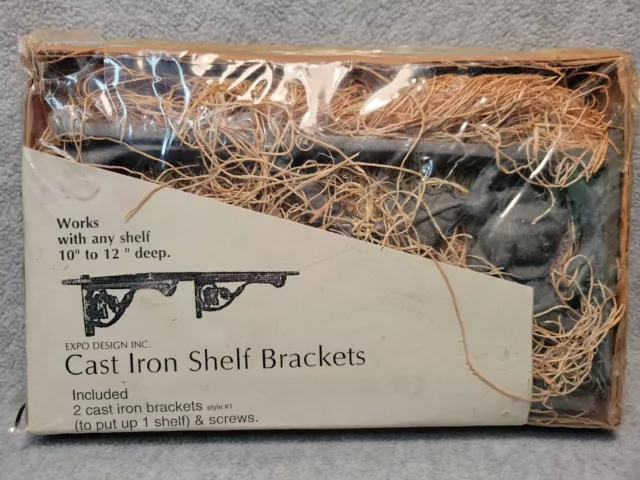 Works
with any shelf
10" to 12 " deep.
EXPO DESIGN INC.
Cast Iron Shelf Brackets
Included
2 cast iron brackets style #1
(to put up 1 shelf) & screws.